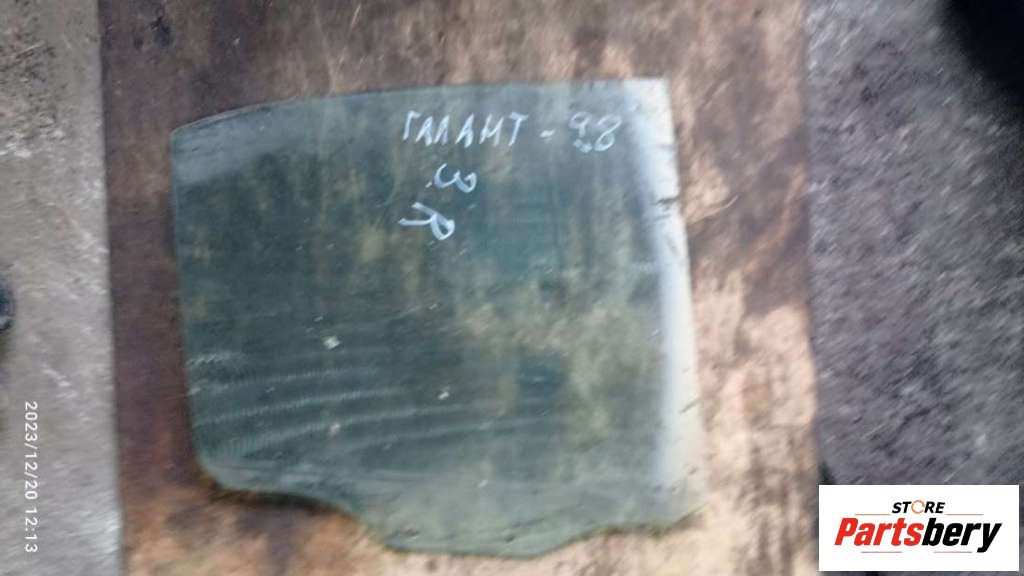 ГАЛАНТ-98
З
R
2023/12/20 12:13
STORE
Partsbery